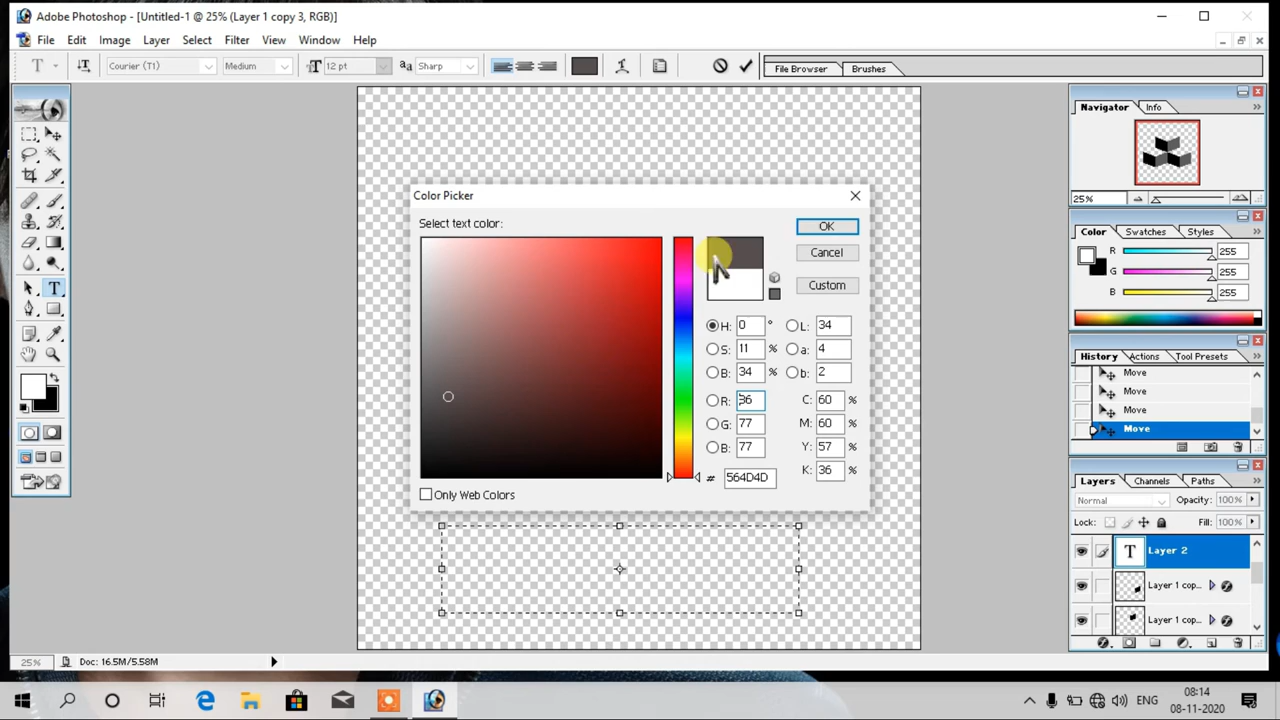 Adobe Photoshop - [Untitled-1 @ 25% (Layer 1 copy 3, RGB)]
File Edit Image Layer Select Filter View Window Help
T Courier (T1) Medium T 12 pt aa Sharp File Browser Brushes
Navigator Info
25%
Color Swatches Styles
R 255
G 255
B 255
History Actions Tool Presets
Move
Move
Move
Move
Layers Channels Paths
Normal Opacity: 100%
Lock: Fill: 100%
T Layer 2
Layer 1 cop...
Layer 1 cop...
Color Picker
Select text color:
OK
Cancel
Custom
H: 0 ° L: 34
S: 11 % a: 4
B: 34 % b: 2
R: 86 C: 60 %
G: 77 M: 60 %
B: 77 Y: 57 %
# 564D4D K: 36 %
Only Web Colors
25% Doc: 16.5M/5.58M
ENG 08:14
08-11-2020